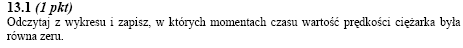 13.1 (1 pkt)
Odczytaj z wykresu i zapisz, w których momentach czasu wartość prędkości ciężarka była
równa zeru.